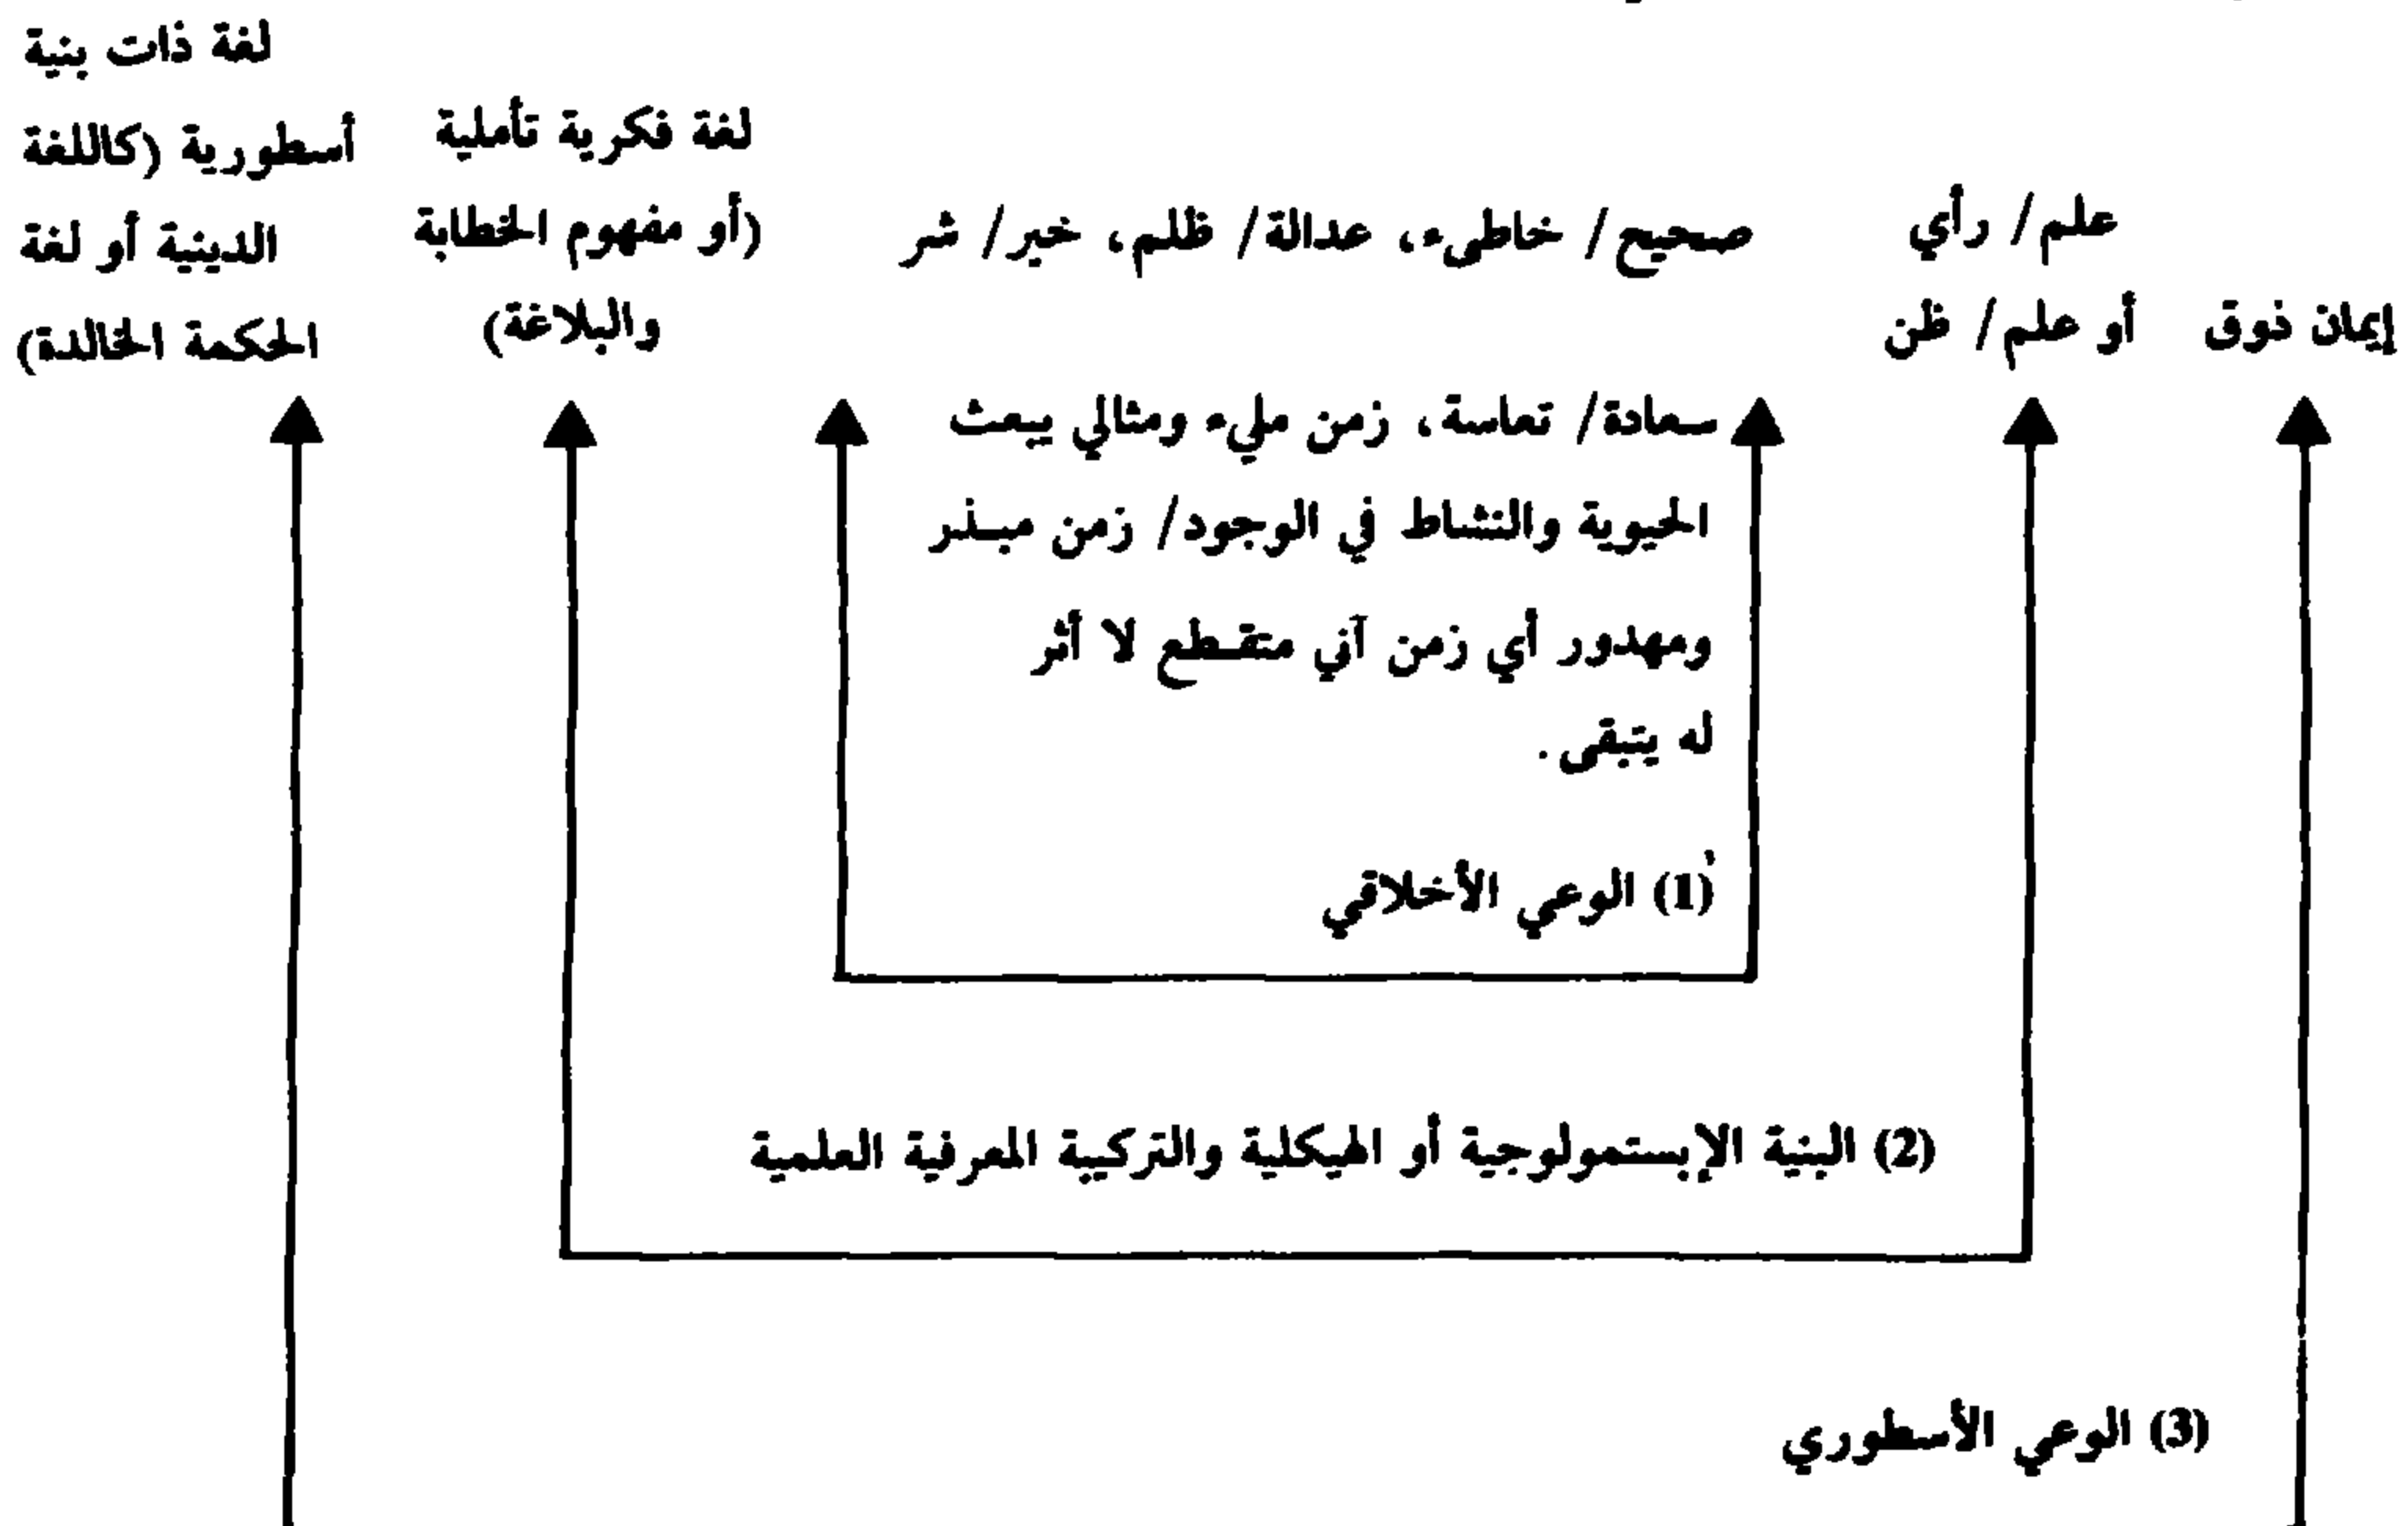 إيمان فوق
علم/ رأي
أو علم/ ظن
صحيح/ خاطىء، عدالة/ ظلم، خير/ شر
سعادة/ تعاسة، زمن مليء ومثالي يبعث
الحيوية والنشاط في الوجود/ زمن مبذر
ومهدور أي زمن آني متقطع لا أثر
له يتبقى.
لغة فكرية تأملية
(أو مفهوم الخطابة
والبلاغة)
لغة ذات بنية
أسطورية (كاللغة
الدينية أو لغة
الحكمة الخالدة)
(1) الوعي الأخلاقي
(2) البنية الإبستمولوجية أو الهيكلية والتركيبة المعرفية العلمية
(3) الوعي الأسطوري